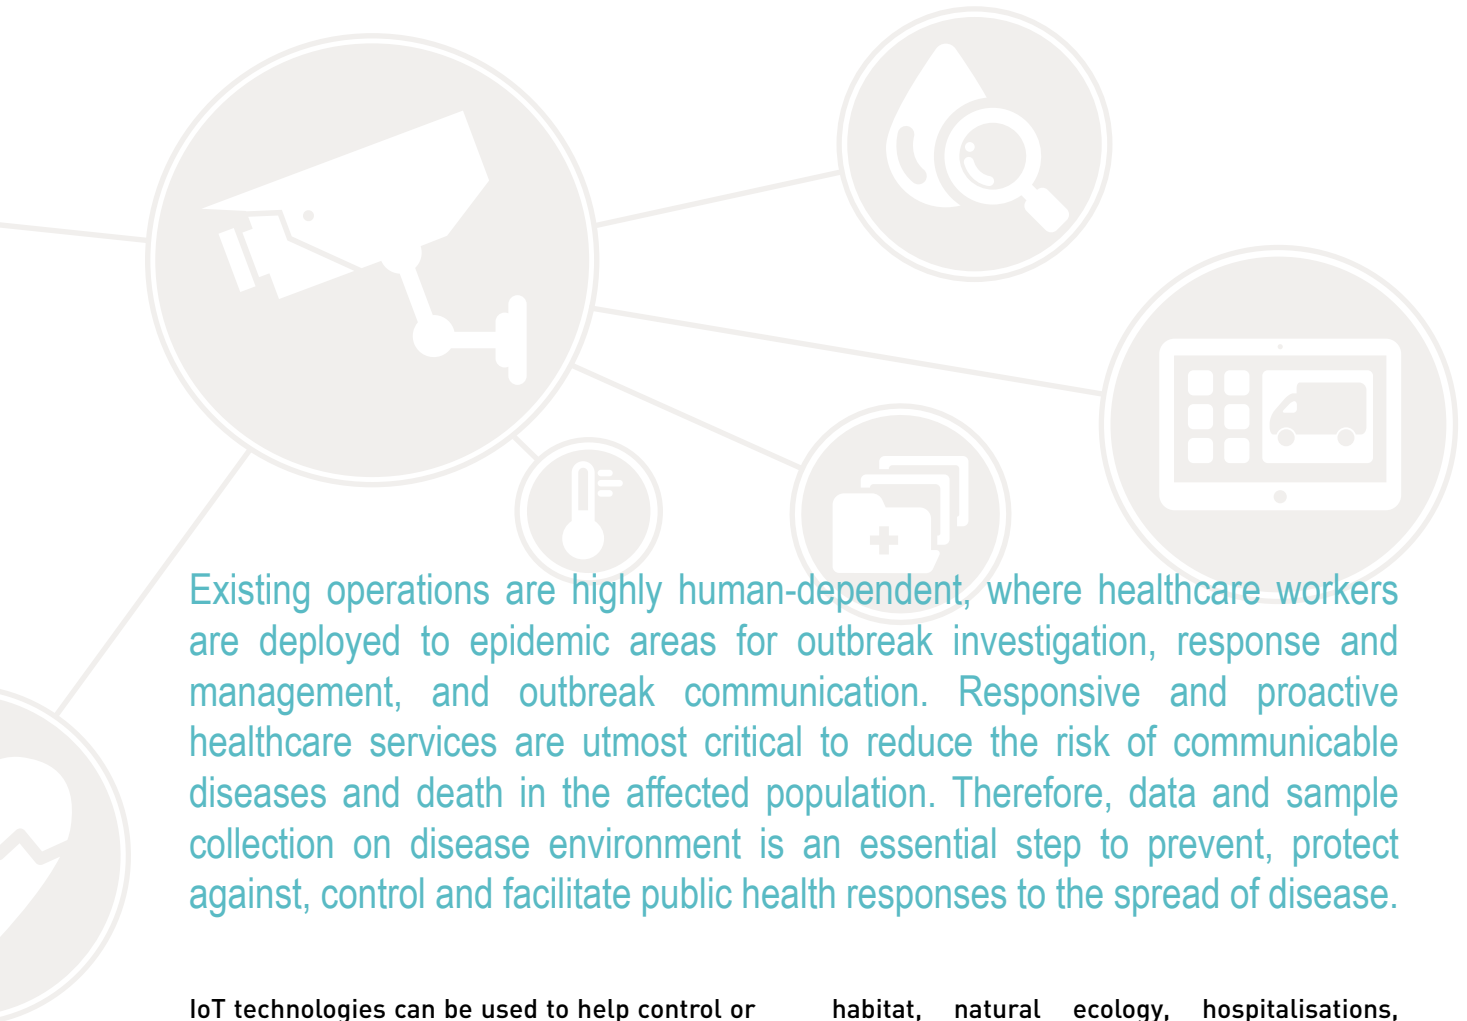 Existing operations are highly human-dependent, where healthcare workers
are deployed to epidemic areas for outbreak investigation, response and
management, and outbreak communication. Responsive and proactive
healthcare services are utmost critical to reduce the risk of communicable
diseases and death in the affected population. Therefore, data and sample
collection on disease environment is an essential step to prevent, protect
against, control and facilitate public health responses to the spread of disease.
IoT technologies can be used to help control or
habitat, natural ecology, hospitalisations,